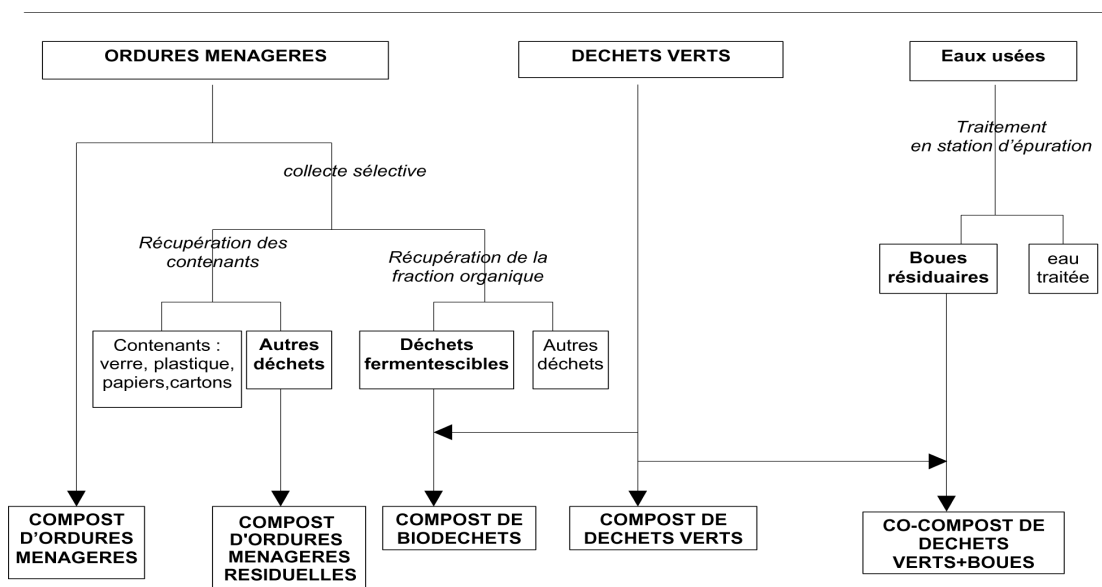 ORDURES MENAGERES
DECHETS VERTS
Eaux usées
Traitement
en station d'épuration
collecte sélective
Récupération des
contenants
Récupération de la
fraction organique
Boues
résiduaires
eau
traitée
Contenants :
verre, plastique,
papiers,cartons
Autres
déchets
Déchets
fermentescibles
Autres
déchets
COMPOST
D’ORDURES
MENAGERES
COMPOST
D'ORDURES
MENAGERES
RESIDUELLES
COMPOST DE
BIODECHETS
COMPOST DE
DECHETS VERTS
CO-COMPOST DE
DECHETS
VERTS+BOUES